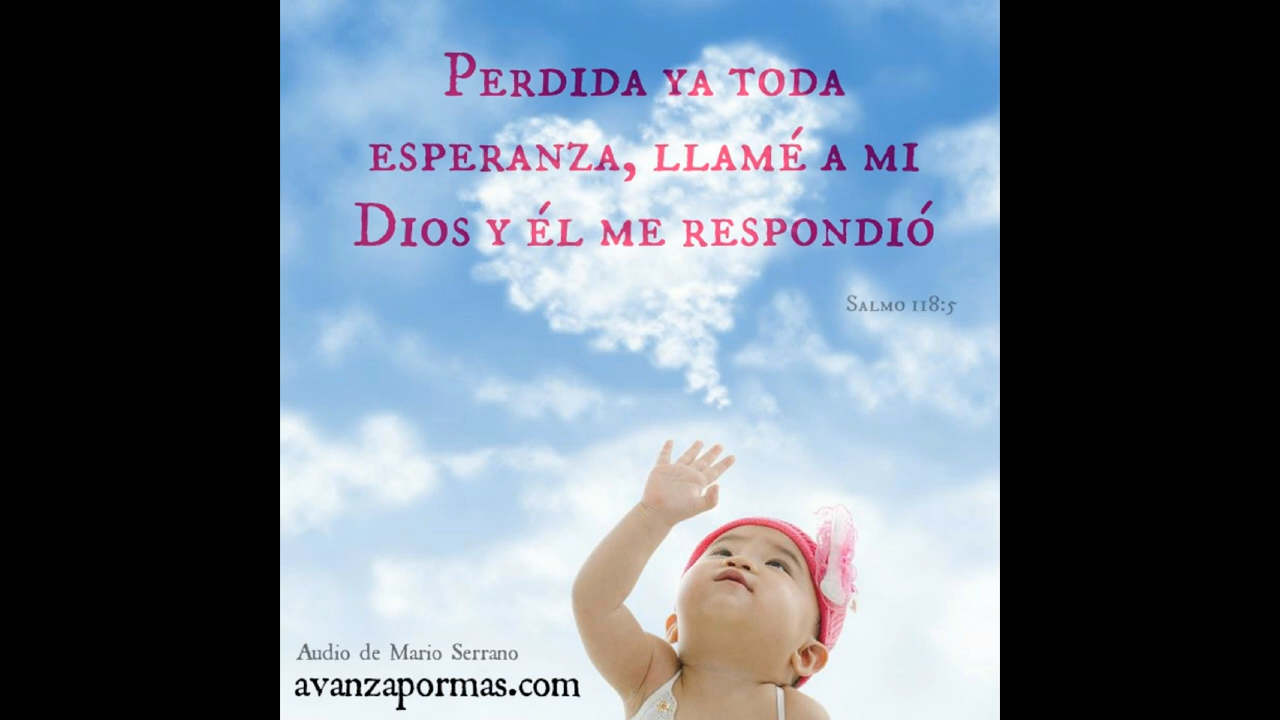 Perdida ya toda
esperanza, llamé a mi
Dios y él me respondió
Salmo 118:5
Audio de Mario Serrano
avanzapormas.com